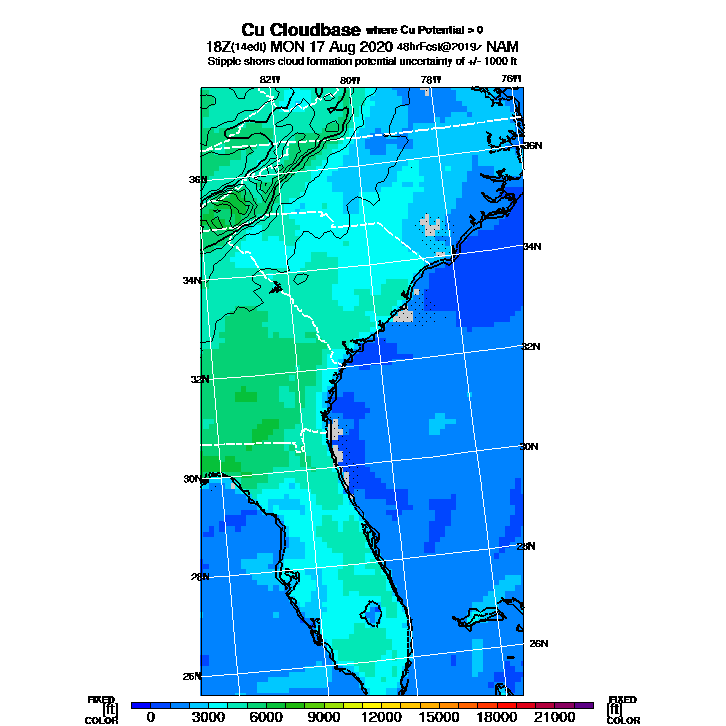 Cu Cloudbase where Cu Potential > 0
18Z(14edt) MON 17 Aug 2020 48hrFcst@2019z NAM
Stipple shows cloud formation potential uncertainty of +/- 1000 ft
82W 80W 78W 76W
36N 36N
34N 34N
32N 32N
30N 30N
28N 28N
26N 26N
FIXED FIXED
[ft] [ft]
COLOR COLOR
0 3000 6000 9000 12000 15000 18000 21000